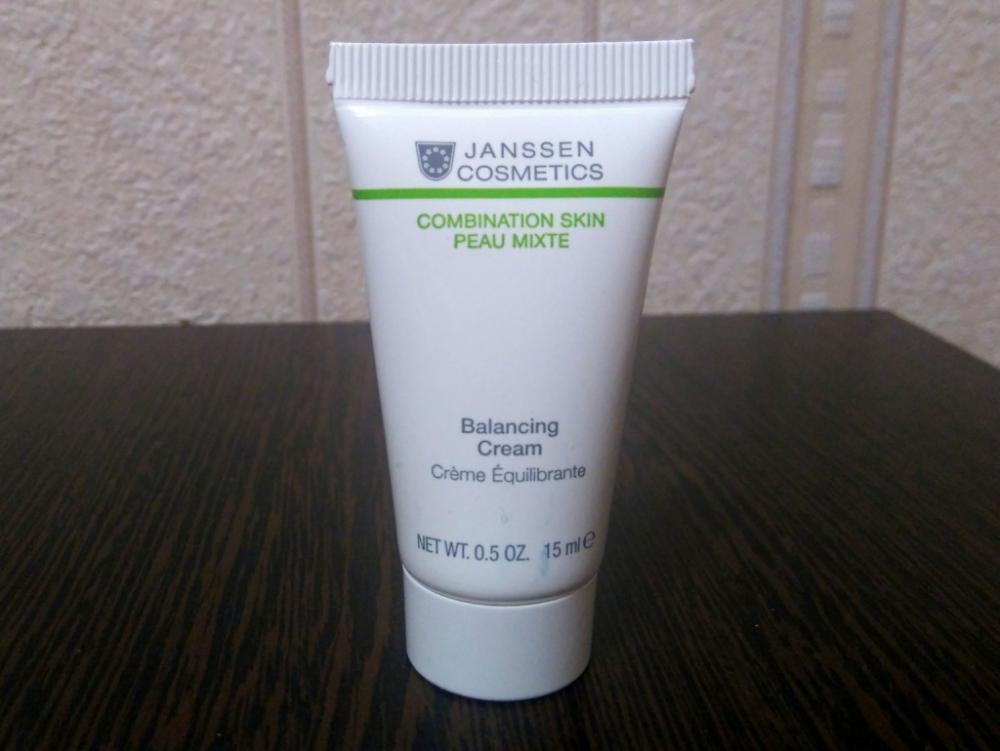 JANSSEN
COSMETICS
COMBINATION SKIN
PEAU MIXTE
Balancing
Cream
Crème Équilibrante
NET WT. 0.5 OZ. 15 ml ℮